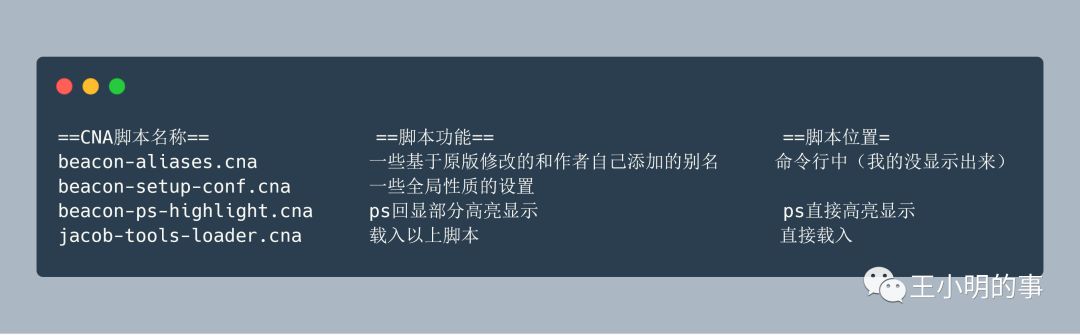 ==CNA脚本名称== ==脚本功能== ==脚本位置=
beacon-aliases.cna 一些基于原版修改的和作者自己添加的别名 命令行中（我的没显示出来）
beacon-setup-conf.cna 一些全局性质的设置
beacon-ps-highlight.cna ps回显部分高亮显示 ps直接高亮显示
jacob-tools-loader.cna 载入以上脚本 直接载入
王小明的事